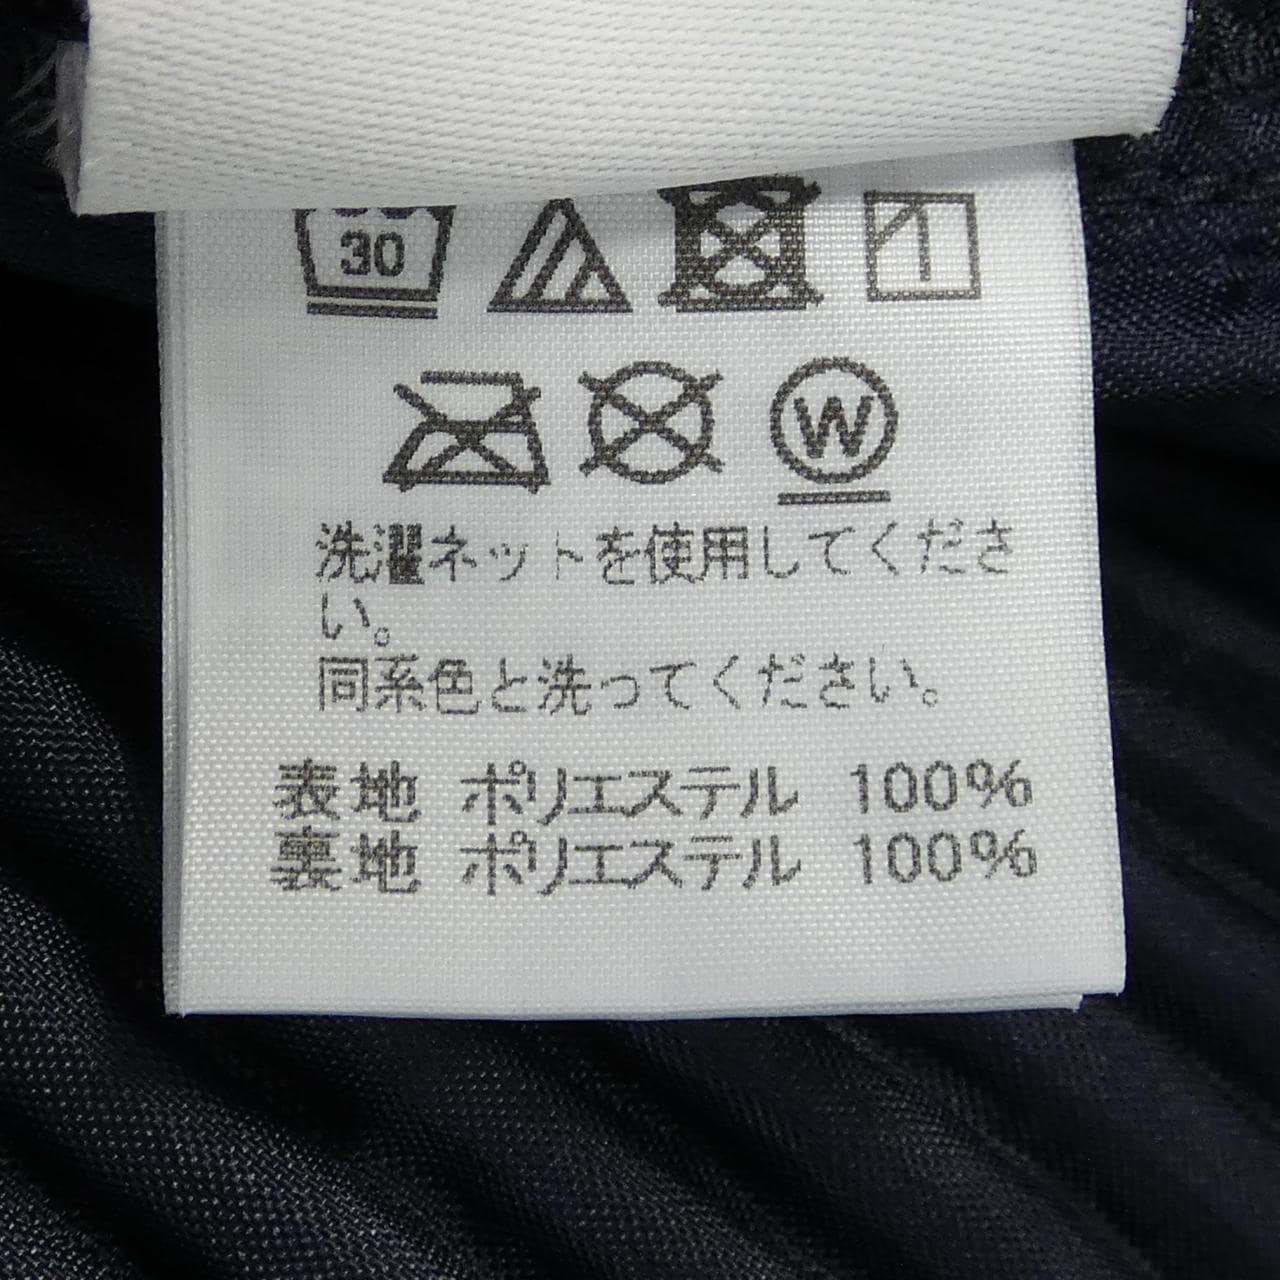 30
W
洗濯ネットを使用してくださ
い。
同系色と洗ってください。
表地 ポリエステル 100%
裏地 ポリエステル 100%